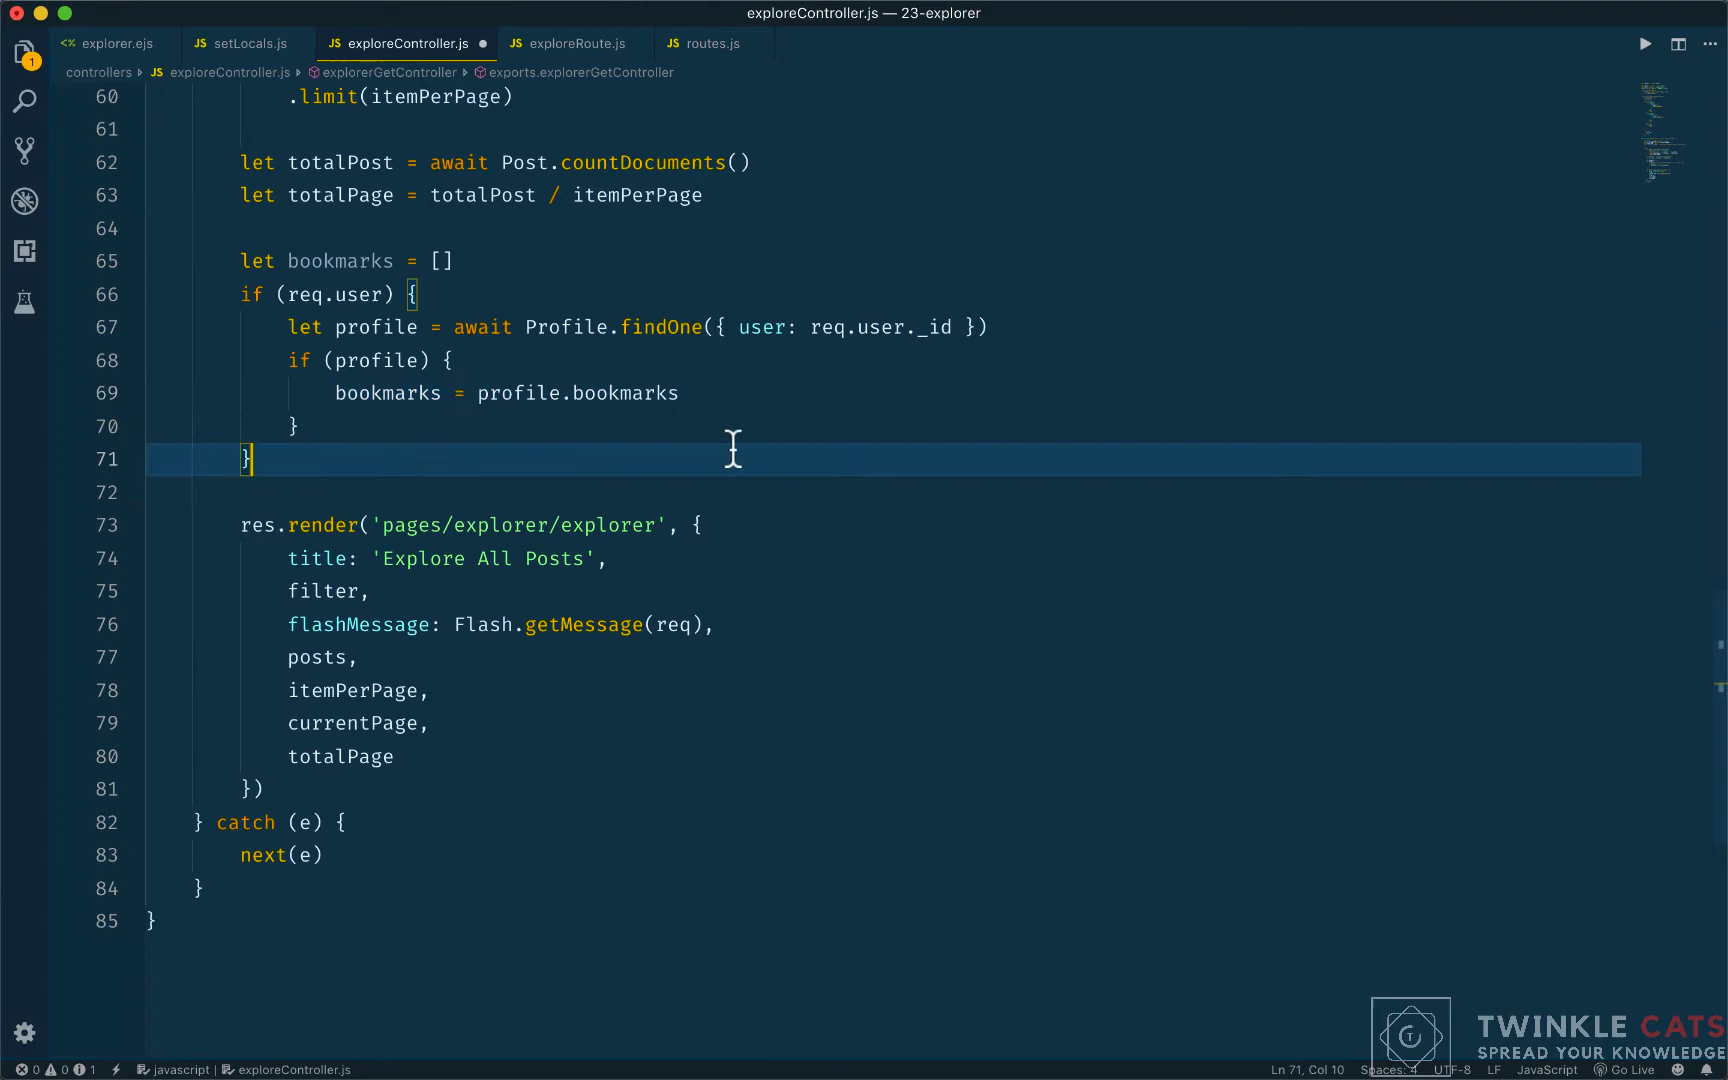 exploreController.js — 23-explorer
<% explorer.ejs JS setLocals.js JS exploreController.js ● JS exploreRoute.js JS routes.js
controllers > JS exploreController.js > explorerGetController > exports.explorerGetController
1
60 .limit(itemPerPage)
61
62 let totalPost = await Post.countDocuments()
63 let totalPage = totalPost / itemPerPage
64
65 let bookmarks = []
66 if (req.user) {
67 let profile = await Profile.findOne({ user: req.user._id })
68 if (profile) {
69 bookmarks = profile.bookmarks
70 }
71 }
72
73 res.render('pages/explorer/explorer', {
74 title: 'Explore All Posts',
75 filter,
76 flashMessage: Flash.getMessage(req),
77 posts,
78 itemPerPage,
79 currentPage,
80 totalPage
81 })
82 } catch (e) {
83 next(e)
84 }
85 }
TWINKLE CATS
SPREAD YOUR KNOWLEDGE
0 0 1 javascript | exploreController.js Ln 71, Col 10 Spaces: 4 UTF-8 LF JavaScript Go Live